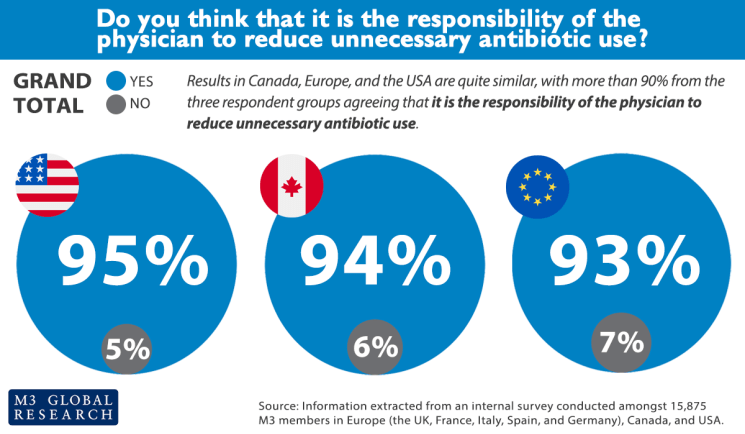 Do you think that it is the responsibility of the
physician to reduce unnecessary antibiotic use?
GRAND
TOTAL
YES
NO
Results in Canada, Europe, and the USA are quite similar, with more than 90% from the
three respondent groups agreeing that it is the responsibility of the physician to
reduce unnecessary antibiotic use.
95%
5%
94%
6%
93%
7%
M3 GLOBAL
RESEARCH
Source: Information extracted from an internal survey conducted amongst 15,875
M3 members in Europe (the UK, France, Italy, Spain, and Germany), Canada, and USA.